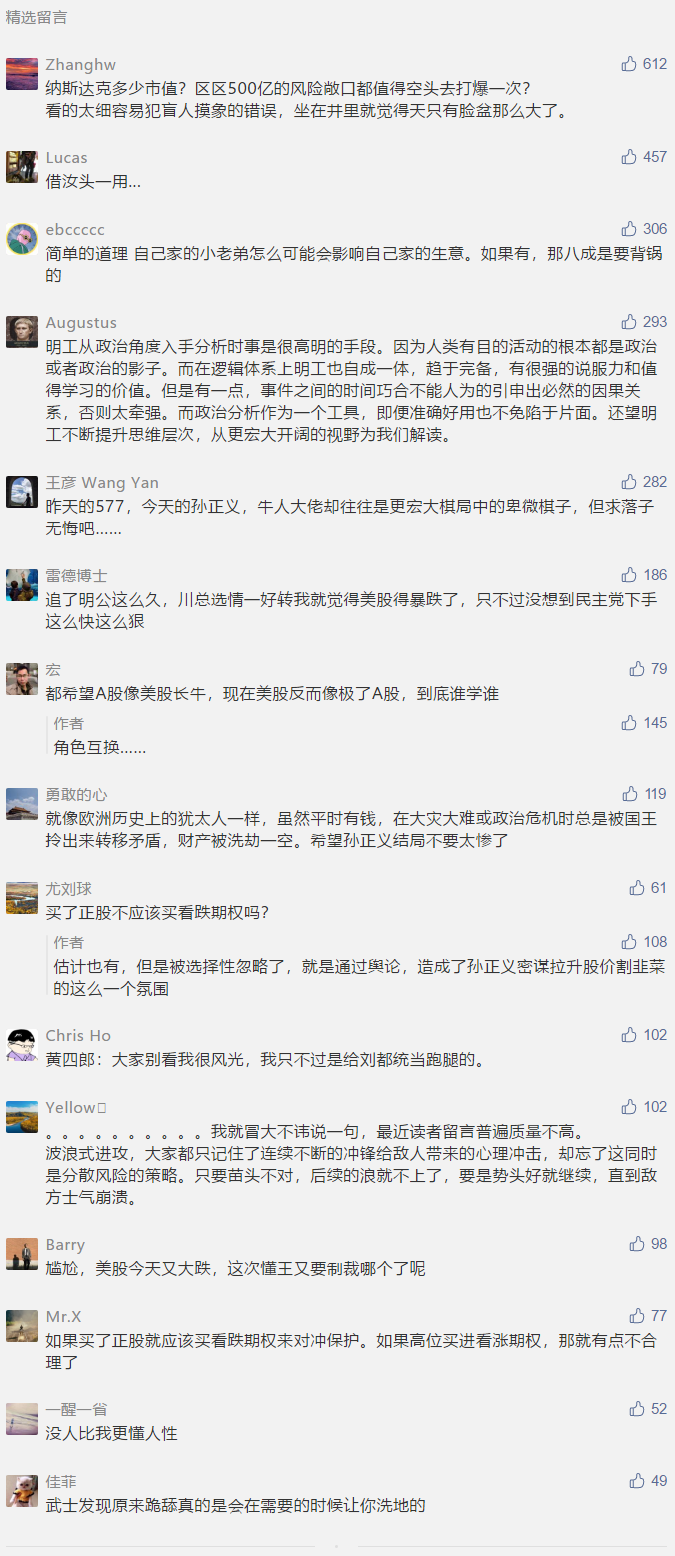 精选留言
Zhanghw 612
纳斯达克多少市值？区区500亿的风险敞口都值得空头去打爆一次？
看的太细容易犯盲人摸象的错误，坐在井里就觉得天只有脸盆那么大了。
Lucas 457
借汝头一用...
ebccccc 306
简单的道理 自己家的小老弟怎么可能会影响自己家的生意。如果有，那八成是要背锅
的
Augustus 293
明工从政治角度入手分析时事是很高明的手段。因为人类有目的活动的根本都是政治
或者政治的影子。而在逻辑体系上明工也自成一体，趋于完备，有很强的说服力和值
得学习的价值。但是有一点，事件之间的时间巧合不能人为的引申出必然的因果关
系，否则太牵强。而政治分析作为一个工具，即便准确好用也不免陷于片面。还望明
工不断提升思维层次，从更宏大开阔的视野为我们解读。
王彦 Wang Yan 282
昨天的577，今天的孙正义，牛人大佬却往往是更宏大棋局中的卑微棋子，但求落子
无悔吧......
雷德博士 186
追了明公这么久，川总选情一好转我就觉得美股得暴跌了，只不过没想到民主党下手
这么快这么狠
宏 79
都希望A股像美股长牛，现在美股反而像极了A股，到底谁学谁
作者 145
角色互换......
勇敢的心 119
就像欧洲历史上的犹太人一样，虽然平时有钱，在大灾大难或政治危机时总是被国王
拎出来转移矛盾，财产被洗劫一空。希望孙正义结局不要太惨了
尤刘球 61
买了正股不应该买看跌期权吗？
作者 108
估计也有，但是被选择性忽略了，就是通过舆论，造成了孙正义密谋拉升股价割韭菜
的这么一个氛围
Chris Ho 102
黄四郎：大家别看我很风光，我只不过是给刘都统当跑腿的。
Yellow 102
。。。。。。。。。。我就冒大不讳说一句，最近读者留言普遍质量不高。
波浪式进攻，大家都只记住了连续不断的冲锋给敌人带来的心理冲击，却忘了这同时
是分散风险的策略。只要苗头不对，后续的浪就不上了，要是势头好就继续，直到敌
方士气崩溃。
Barry 98
尴尬，美股今天又大跌，这次懂王又要制裁哪个了呢
Mr.X 77
如果买了正股就应该买看跌期权来对冲保护。如果高位买进看涨期权，那就有点不合
理了
一醒一省 52
没人比我更懂人性
佳菲 49
武士发现原来跪舔真的是会在需要的时候让你洗地的